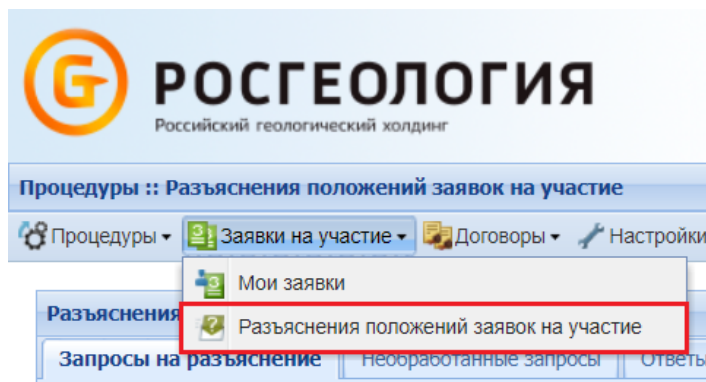 РОСГЕОЛОГИЯ
Российский геологический холдинг
Процедуры :: Разъяснения положений заявок на участие
Процедуры Заявки на участие Договоры Настройки
Мои заявки
Разъяснения
Разъяснения положений заявок на участие
Запросы на разъяснение Необработанные запросы Ответы